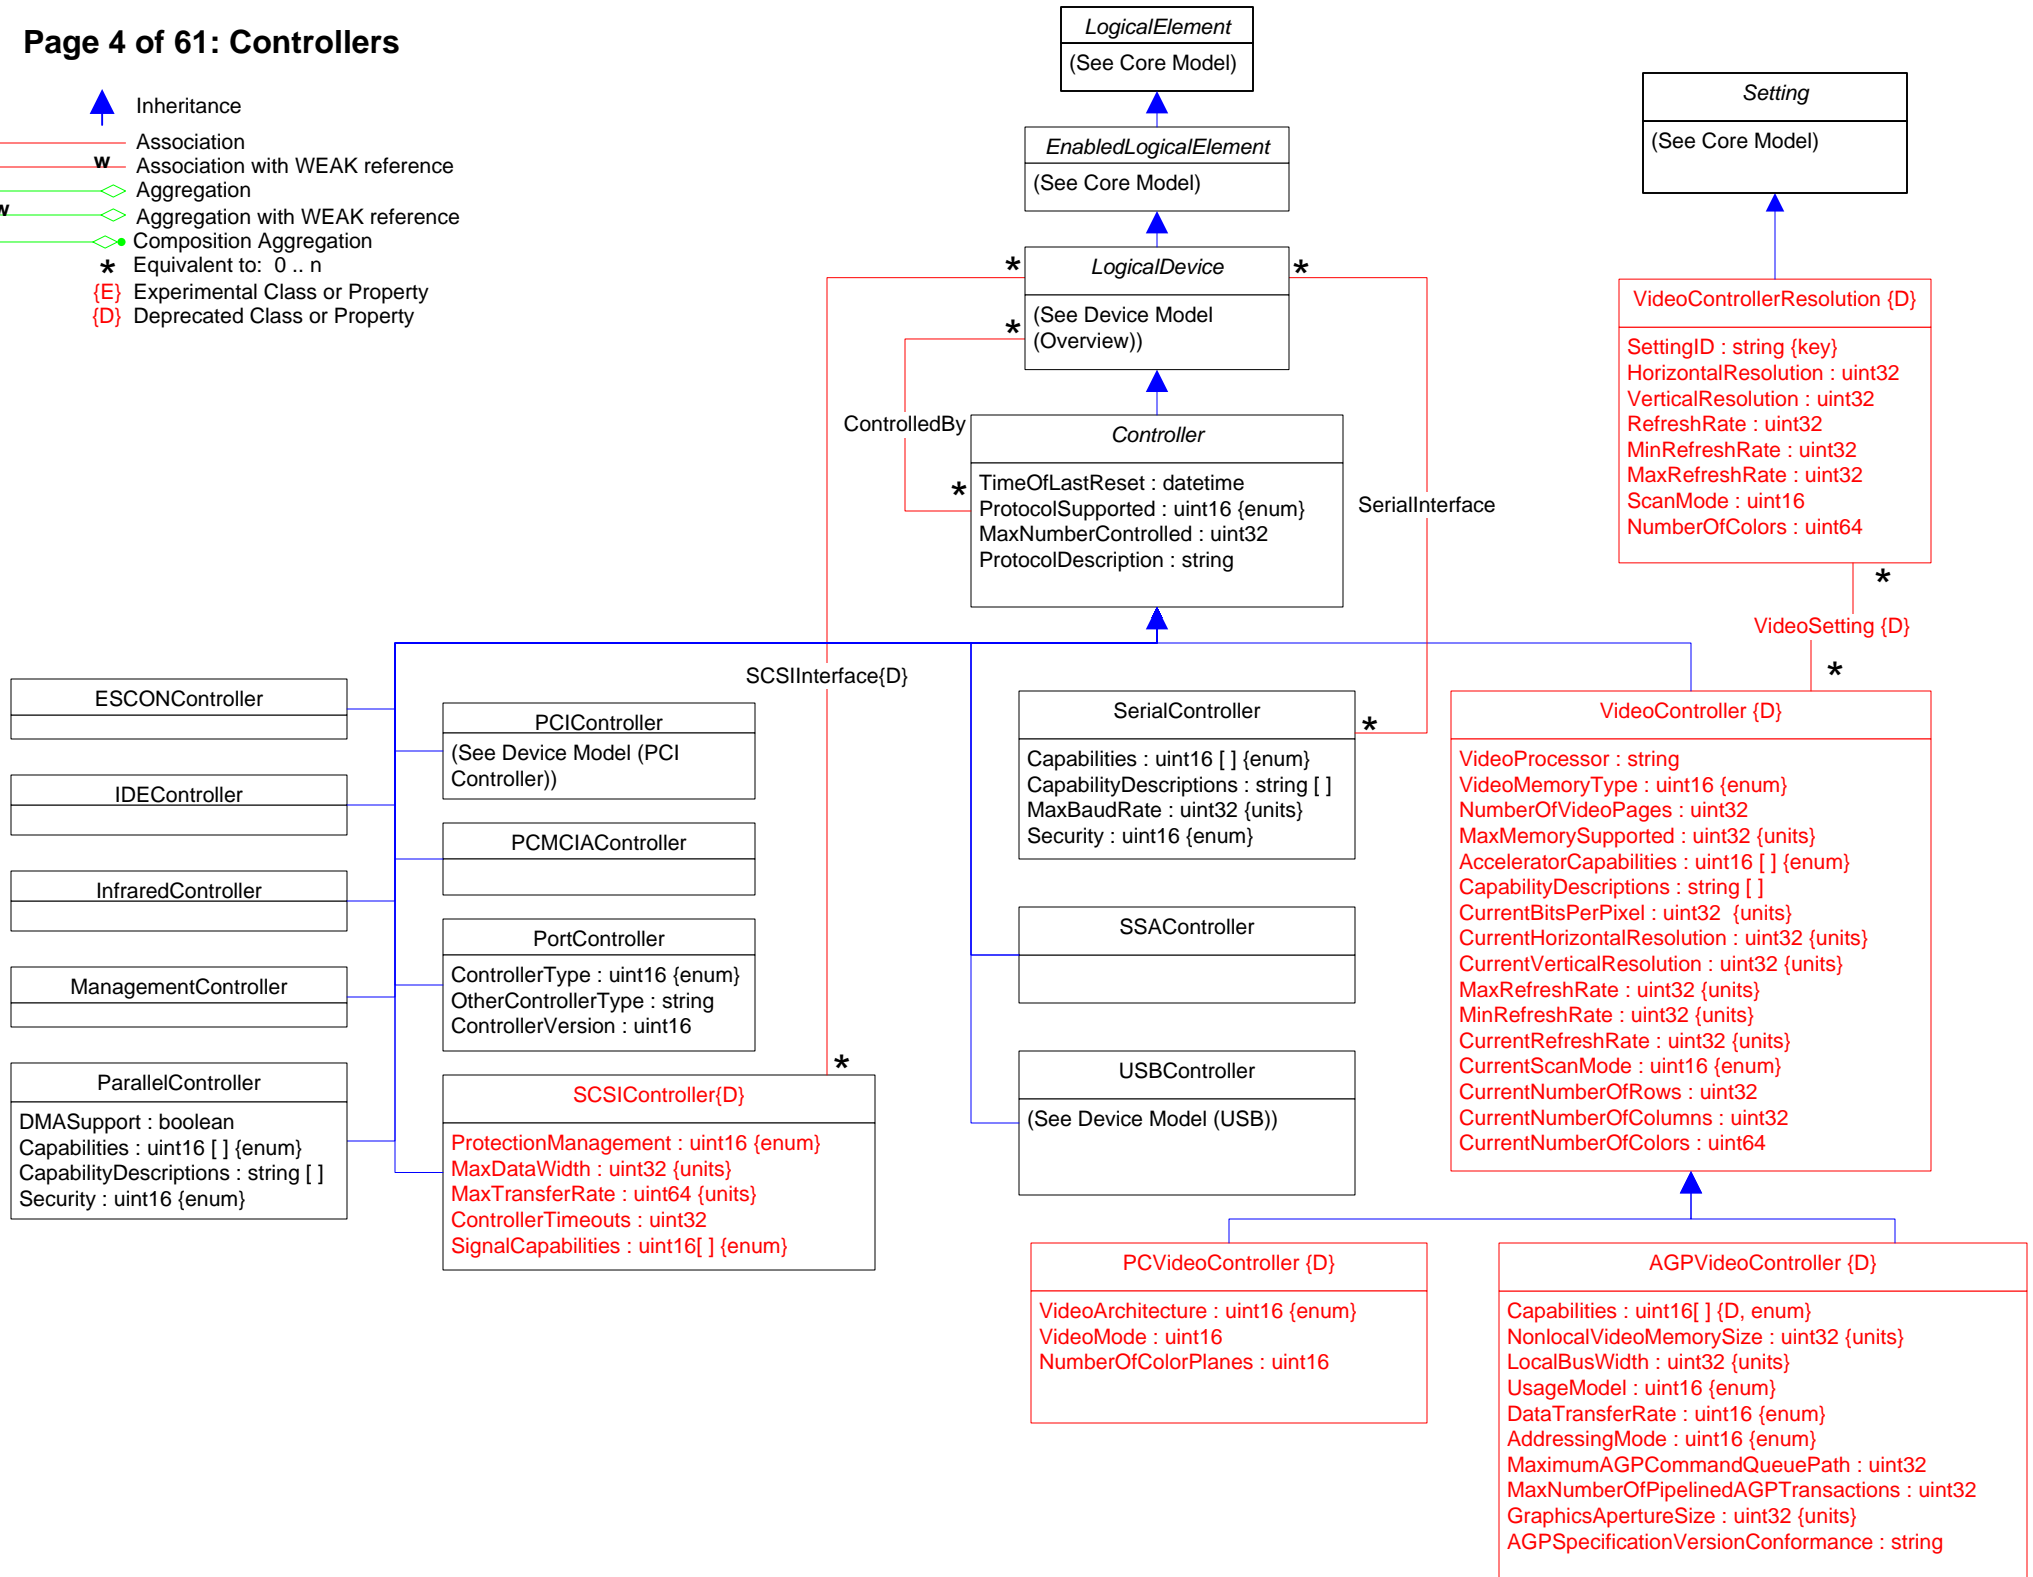 Page 4 of 61: Controllers
Inheritance
Association
w
Association with WEAK reference
Aggregation
w
Aggregation with WEAK reference
Composition Aggregation
* Equivalent to: 0 .. n
{E} Experimental Class or Property
{D} Deprecated Class or Property
LogicalElement
(See Core Model)
EnabledLogicalElement
(See Core Model)
*
LogicalDevice
*
(See Device Model
(Overview))
*
ControlledBy
*
Controller
TimeOfLastReset : datetime
ProtocolSupported : uint16 {enum}
MaxNumberControlled : uint32
ProtocolDescription : string
SerialInterface
Setting
(See Core Model)
VideoControllerResolution {D}
SettingID : string {key}
HorizontalResolution : uint32
VerticalResolution : uint32
RefreshRate : uint32
MinRefreshRate : uint32
MaxRefreshRate : uint32
ScanMode : uint16
NumberOfColors : uint64
*
VideoSetting {D}
*
SCSIInterface{D}
ESCONController
IDEController
InfraredController
ManagementController
ParallelController
DMASupport : boolean
Capabilities : uint16 [ ] {enum}
CapabilityDescriptions : string [ ]
Security : uint16 {enum}
PCIController
(See Device Model (PCI
Controller))
PCMCIAController
PortController
ControllerType : uint16 {enum}
OtherControllerType : string
ControllerVersion : uint16
*
SCSIController{D}
ProtectionManagement : uint16 {enum}
MaxDataWidth : uint32 {units}
MaxTransferRate : uint64 {units}
ControllerTimeouts : uint32
SignalCapabilities : uint16[ ] {enum}
SerialController
*
Capabilities : uint16 [ ] {enum}
CapabilityDescriptions : string [ ]
MaxBaudRate : uint32 {units}
Security : uint16 {enum}
SSAController
USBController
(See Device Model (USB))
VideoController {D}
VideoProcessor : string
VideoMemoryType : uint16 {enum}
NumberOfVideoPages : uint32
MaxMemorySupported : uint32 {units}
AcceleratorCapabilities : uint16 [ ] {enum}
CapabilityDescriptions : string [ ]
CurrentBitsPerPixel : uint32 {units}
CurrentHorizontalResolution : uint32 {units}
CurrentVerticalResolution : uint32 {units}
MaxRefreshRate : uint32 {units}
MinRefreshRate : uint32 {units}
CurrentRefreshRate : uint32 {units}
CurrentScanMode : uint16 {enum}
CurrentNumberOfRows : uint32
CurrentNumberOfColumns : uint32
CurrentNumberOfColors : uint64
PCVideoController {D}
VideoArchitecture : uint16 {enum}
VideoMode : uint16
NumberOfColorPlanes : uint16
AGPVideoController {D}
Capabilities : uint16[ ] {D, enum}
NonlocalVideoMemorySize : uint32 {units}
LocalBusWidth : uint32 {units}
UsageModel : uint16 {enum}
DataTransferRate : uint16 {enum}
AddressingMode : uint16 {enum}
MaximumAGPCommandQueuePath : uint32
MaxNumberOfPipelinedAGPTransactions : uint32
GraphicsApertureSize : uint32 {units}
AGPSpecificationVersionConformance : string